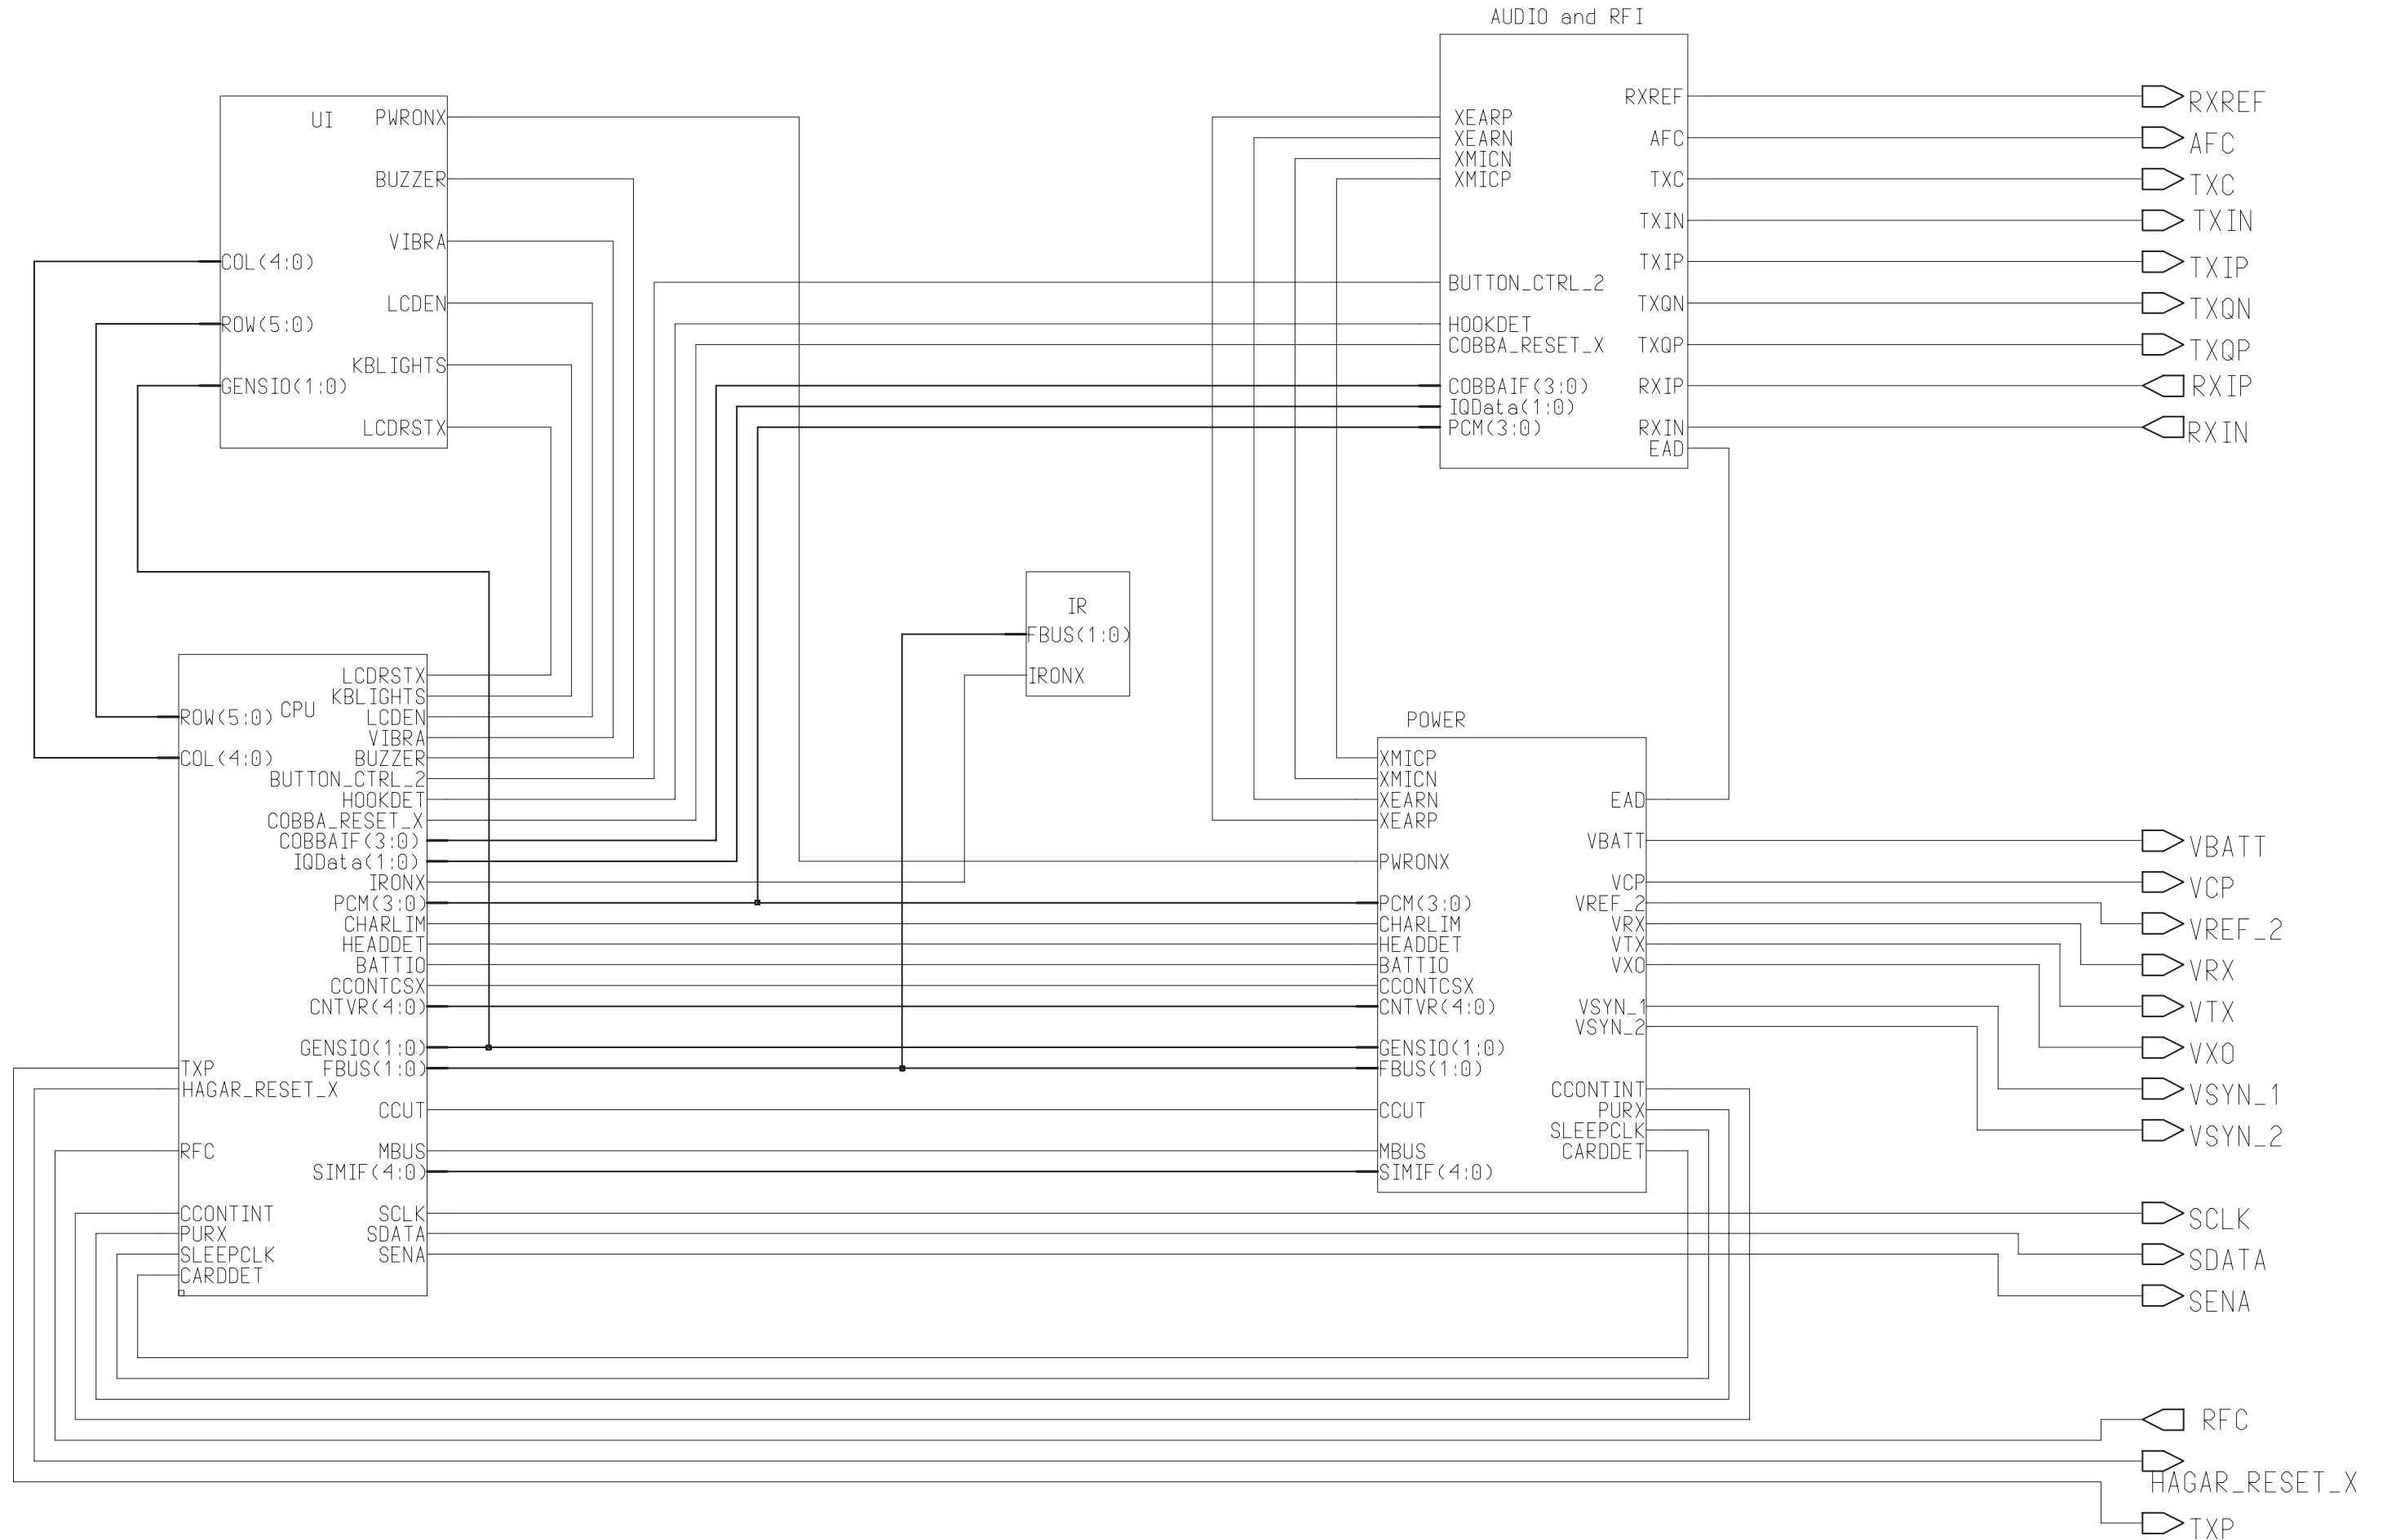 AUDIO and RFI
XEARP
XEARN
XMICN
XMICP
BUTTON_CTRL_2
HOOKDET
COBBA_RESET_X
COBBAIF(3:0)
IQData(1:0)
PCM(3:0)
RXREF
AFC
TXC
TXIN
TXIP
TXQN
TXQP
RXIP
RXIN
EAD
RXREF
AFC
TXC
TXIN
TXIP
TXQN
TXQP
RXIP
RXIN
UI
COL(4:0)
ROW(5:0)
GENSIO(1:0)
PWRONX
BUZZER
VIBRA
LCDEN
KBLIGHTS
LCDRSTX
IR
FBUS(1:0)
IRONX
CPU
ROW(5:0)
COL(4:0)
TXP
HAGAR_RESET_X
RFC
CCONTINT
PURX
SLEEPCLK
CARDDET
LCDRSTX
KBLIGHTS
LCDEN
VIBRA
BUZZER
BUTTON_CTRL_2
HOOKDET
COBBA_RESET_X
COBBAIF(3:0)
IQData(1:0)
IRONX
PCM(3:0)
CHARLIM
HEADDET
BATTIO
CCONTCSX
CNTVR(4:0)
GENSIO(1:0)
FBUS(1:0)
CCUT
MBUS
SIMIF(4:0)
SCLK
SDATA
SENA
POWER
XMICP
XMICN
XEARN
XEARP
PWRONX
PCM(3:0)
CHARLIM
HEADDET
BATTIO
CCONTCSX
CNTVR(4:0)
GENSIO(1:0)
FBUS(1:0)
CCUT
MBUS
SIMIF(4:0)
EAD
VBATT
VCP
VREF_2
VRX
VTX
VXO
VSYN_1
VSYN_2
CCONTINT
PURX
SLEEPCLK
CARDDET
VBATT
VCP
VREF_2
VRX
VTX
VXO
VSYN_1
VSYN_2
SCLK
SDATA
SENA
RFC
HAGAR_RESET_X
TXP